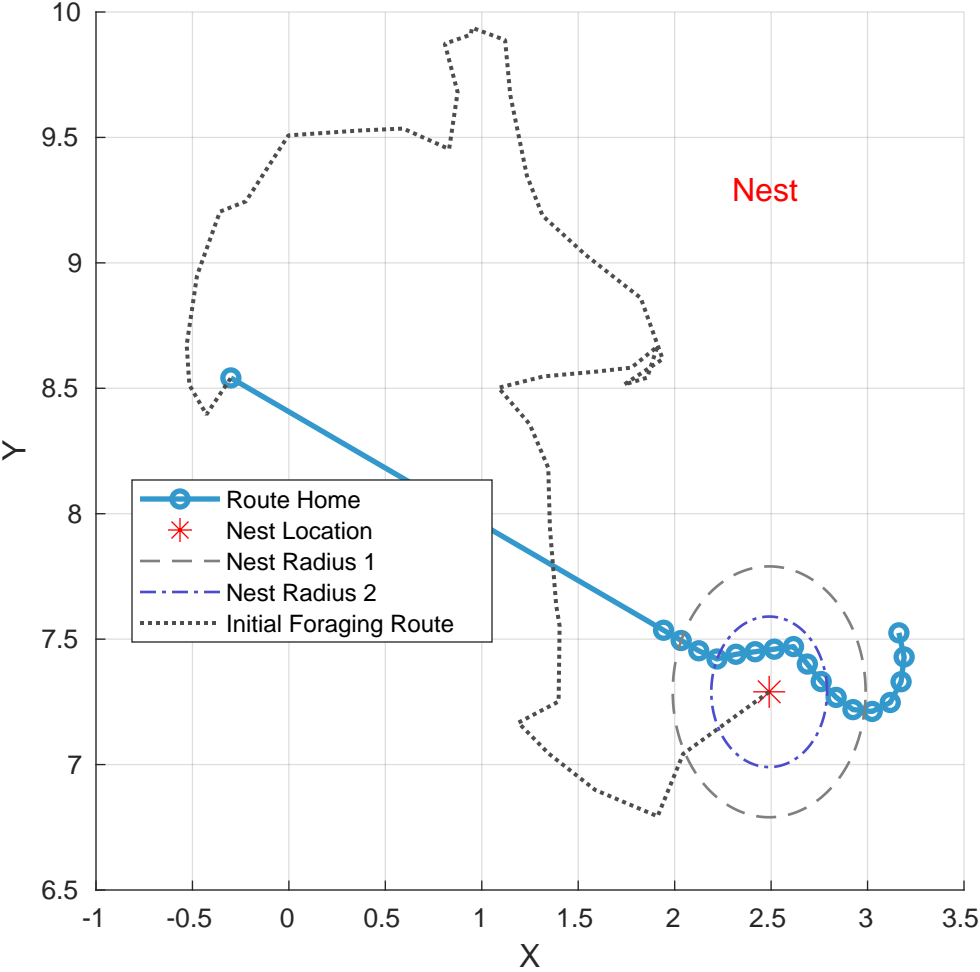 10
9.5
9
8.5
8
7.5
7
6.5
Y
Nest
Route Home
Nest Location
Nest Radius 1
Nest Radius 2
Initial Foraging Route
-1 -0.5 0 0.5 1 1.5 2 2.5 3 3.5
X